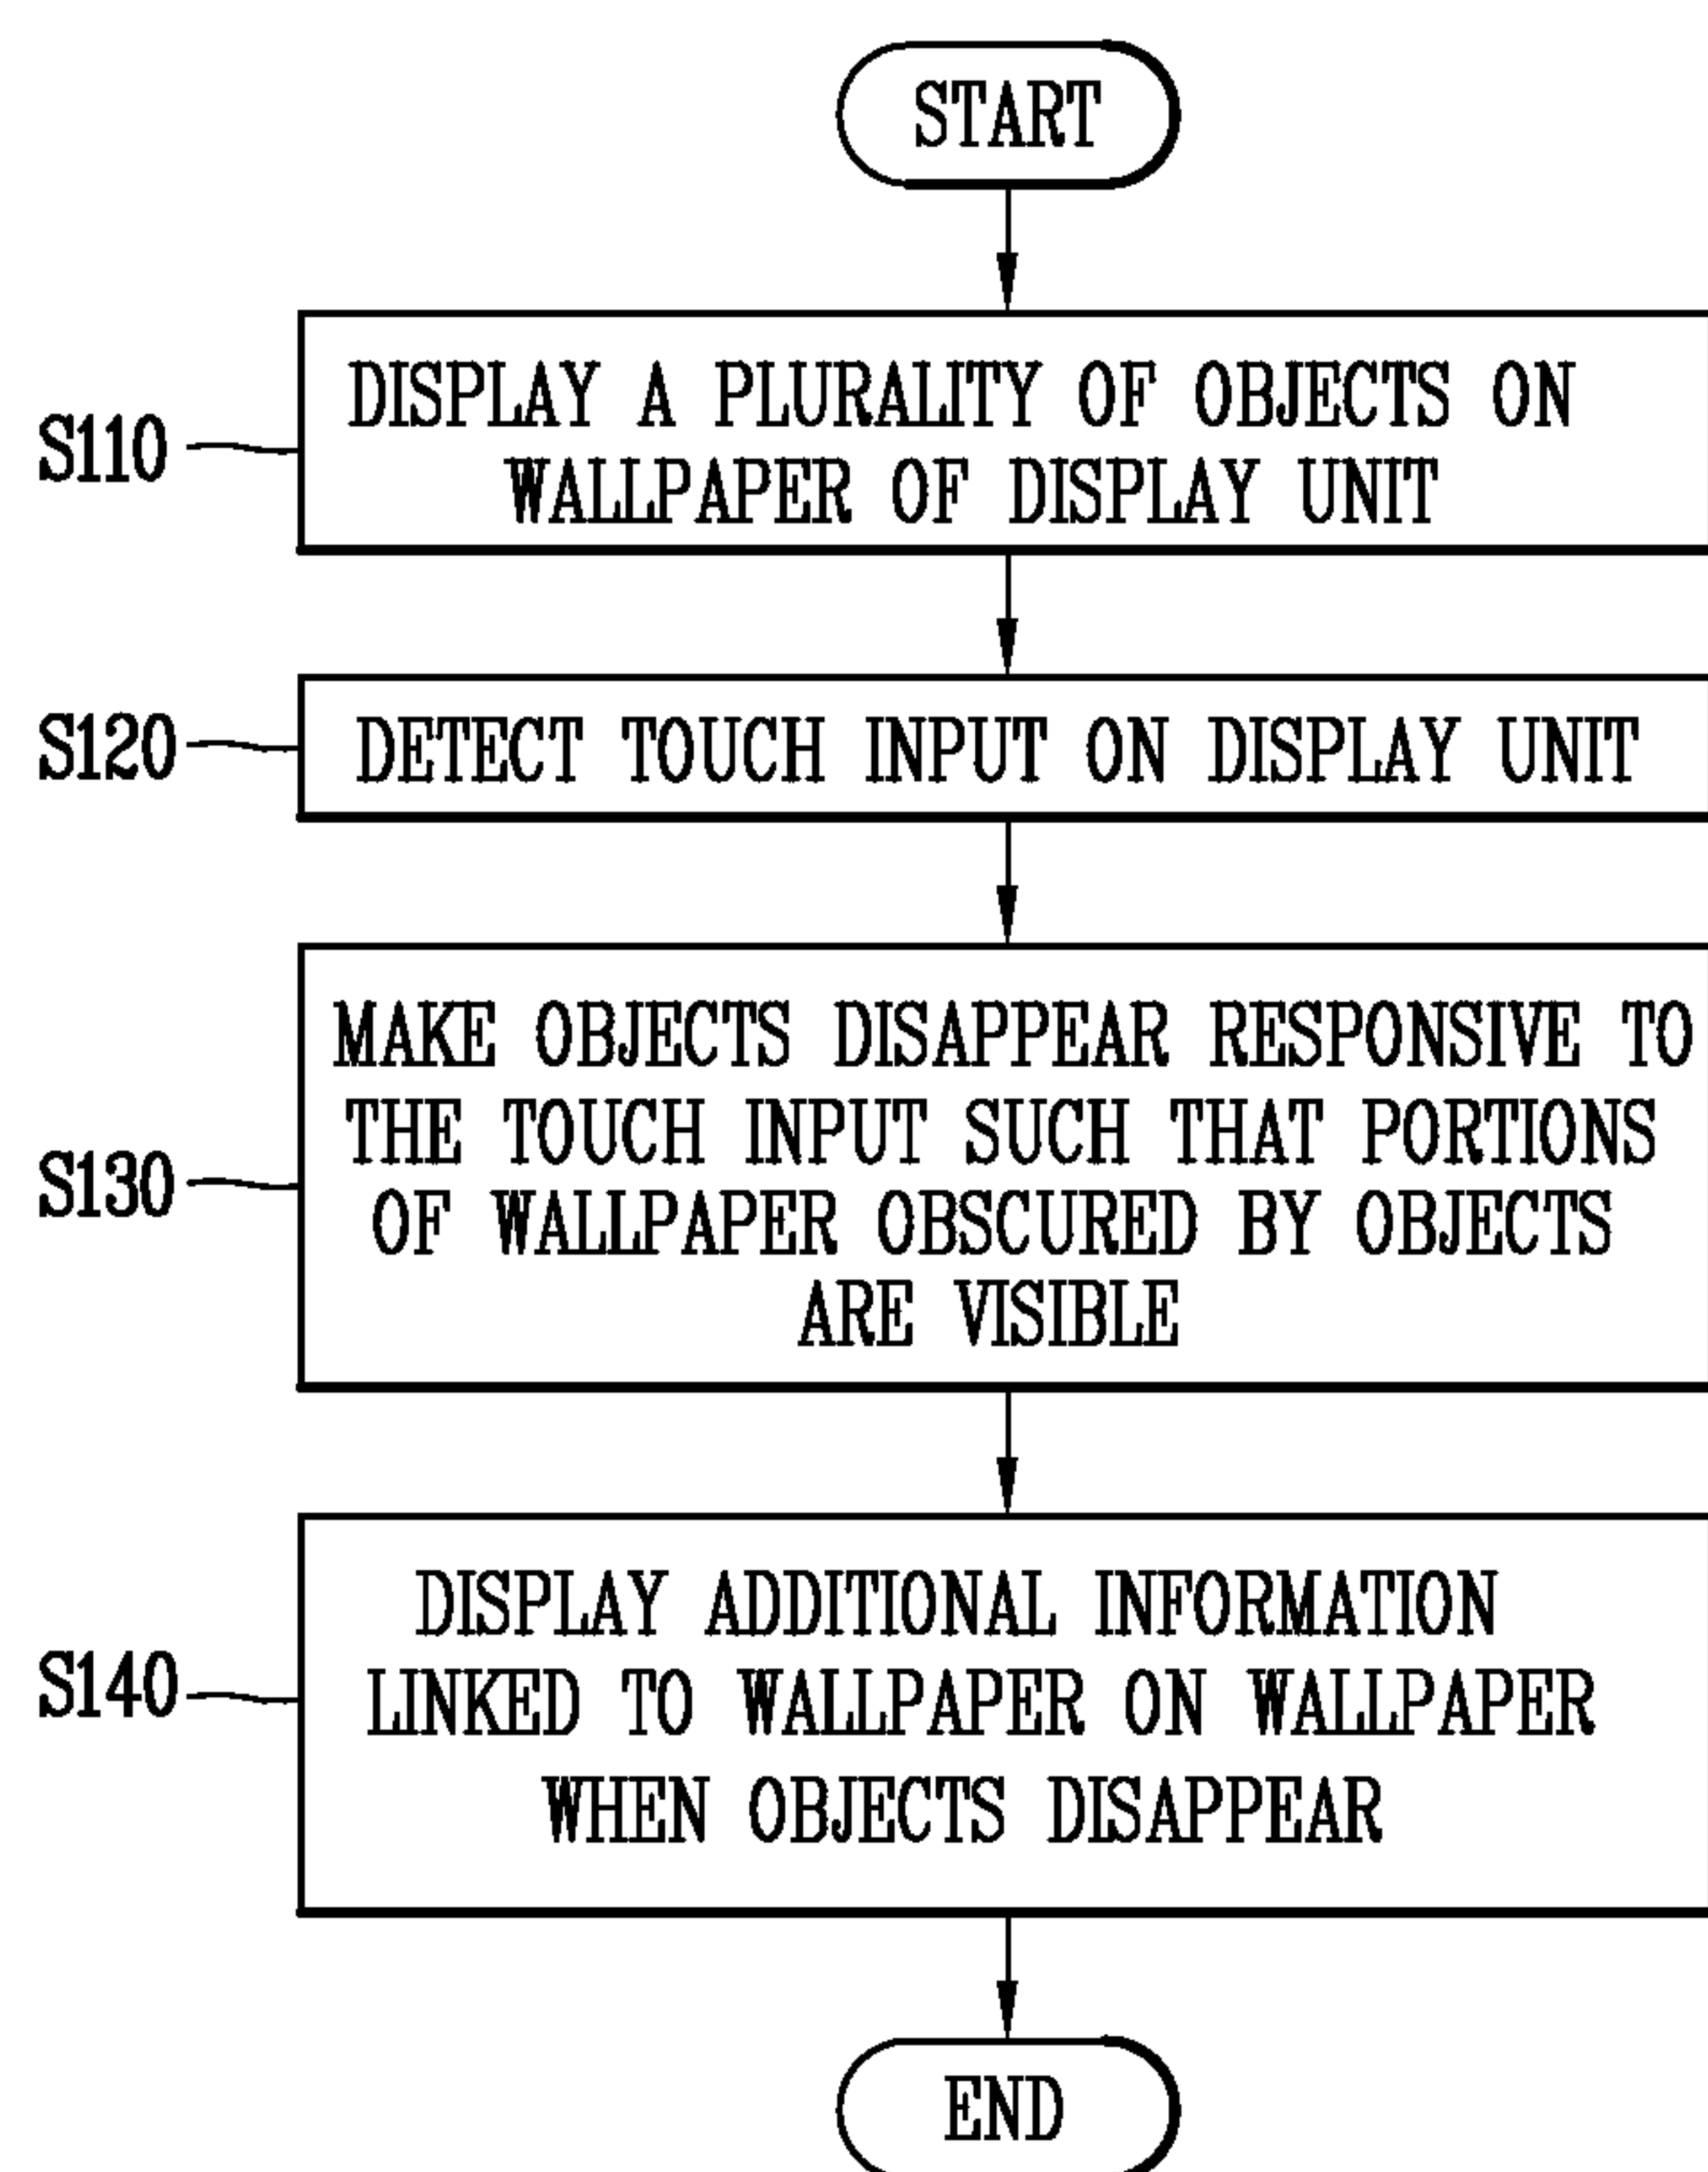 START
DISPLAY A PLURALITY OF OBJECTS ON
WALLPAPER OF DISPLAY UNIT
S110
S120
DETECT TOUCH INPUT ON DISPLAY UNIT
MAKE OBJECTS DISAPPEAR RESPONSIVE TO
THE TOUCH INPUT SUCH THAT PORTIONS
OF WALLPAPER OBSCURED BY OBJECTS
ARE VISIBLE
S130
DISPLAY ADDITIONAL INFORMATION
LINKED TO WALLPAPER ON WALLPAPER
WHEN OBJECTS DISAPPEAR
S140
END